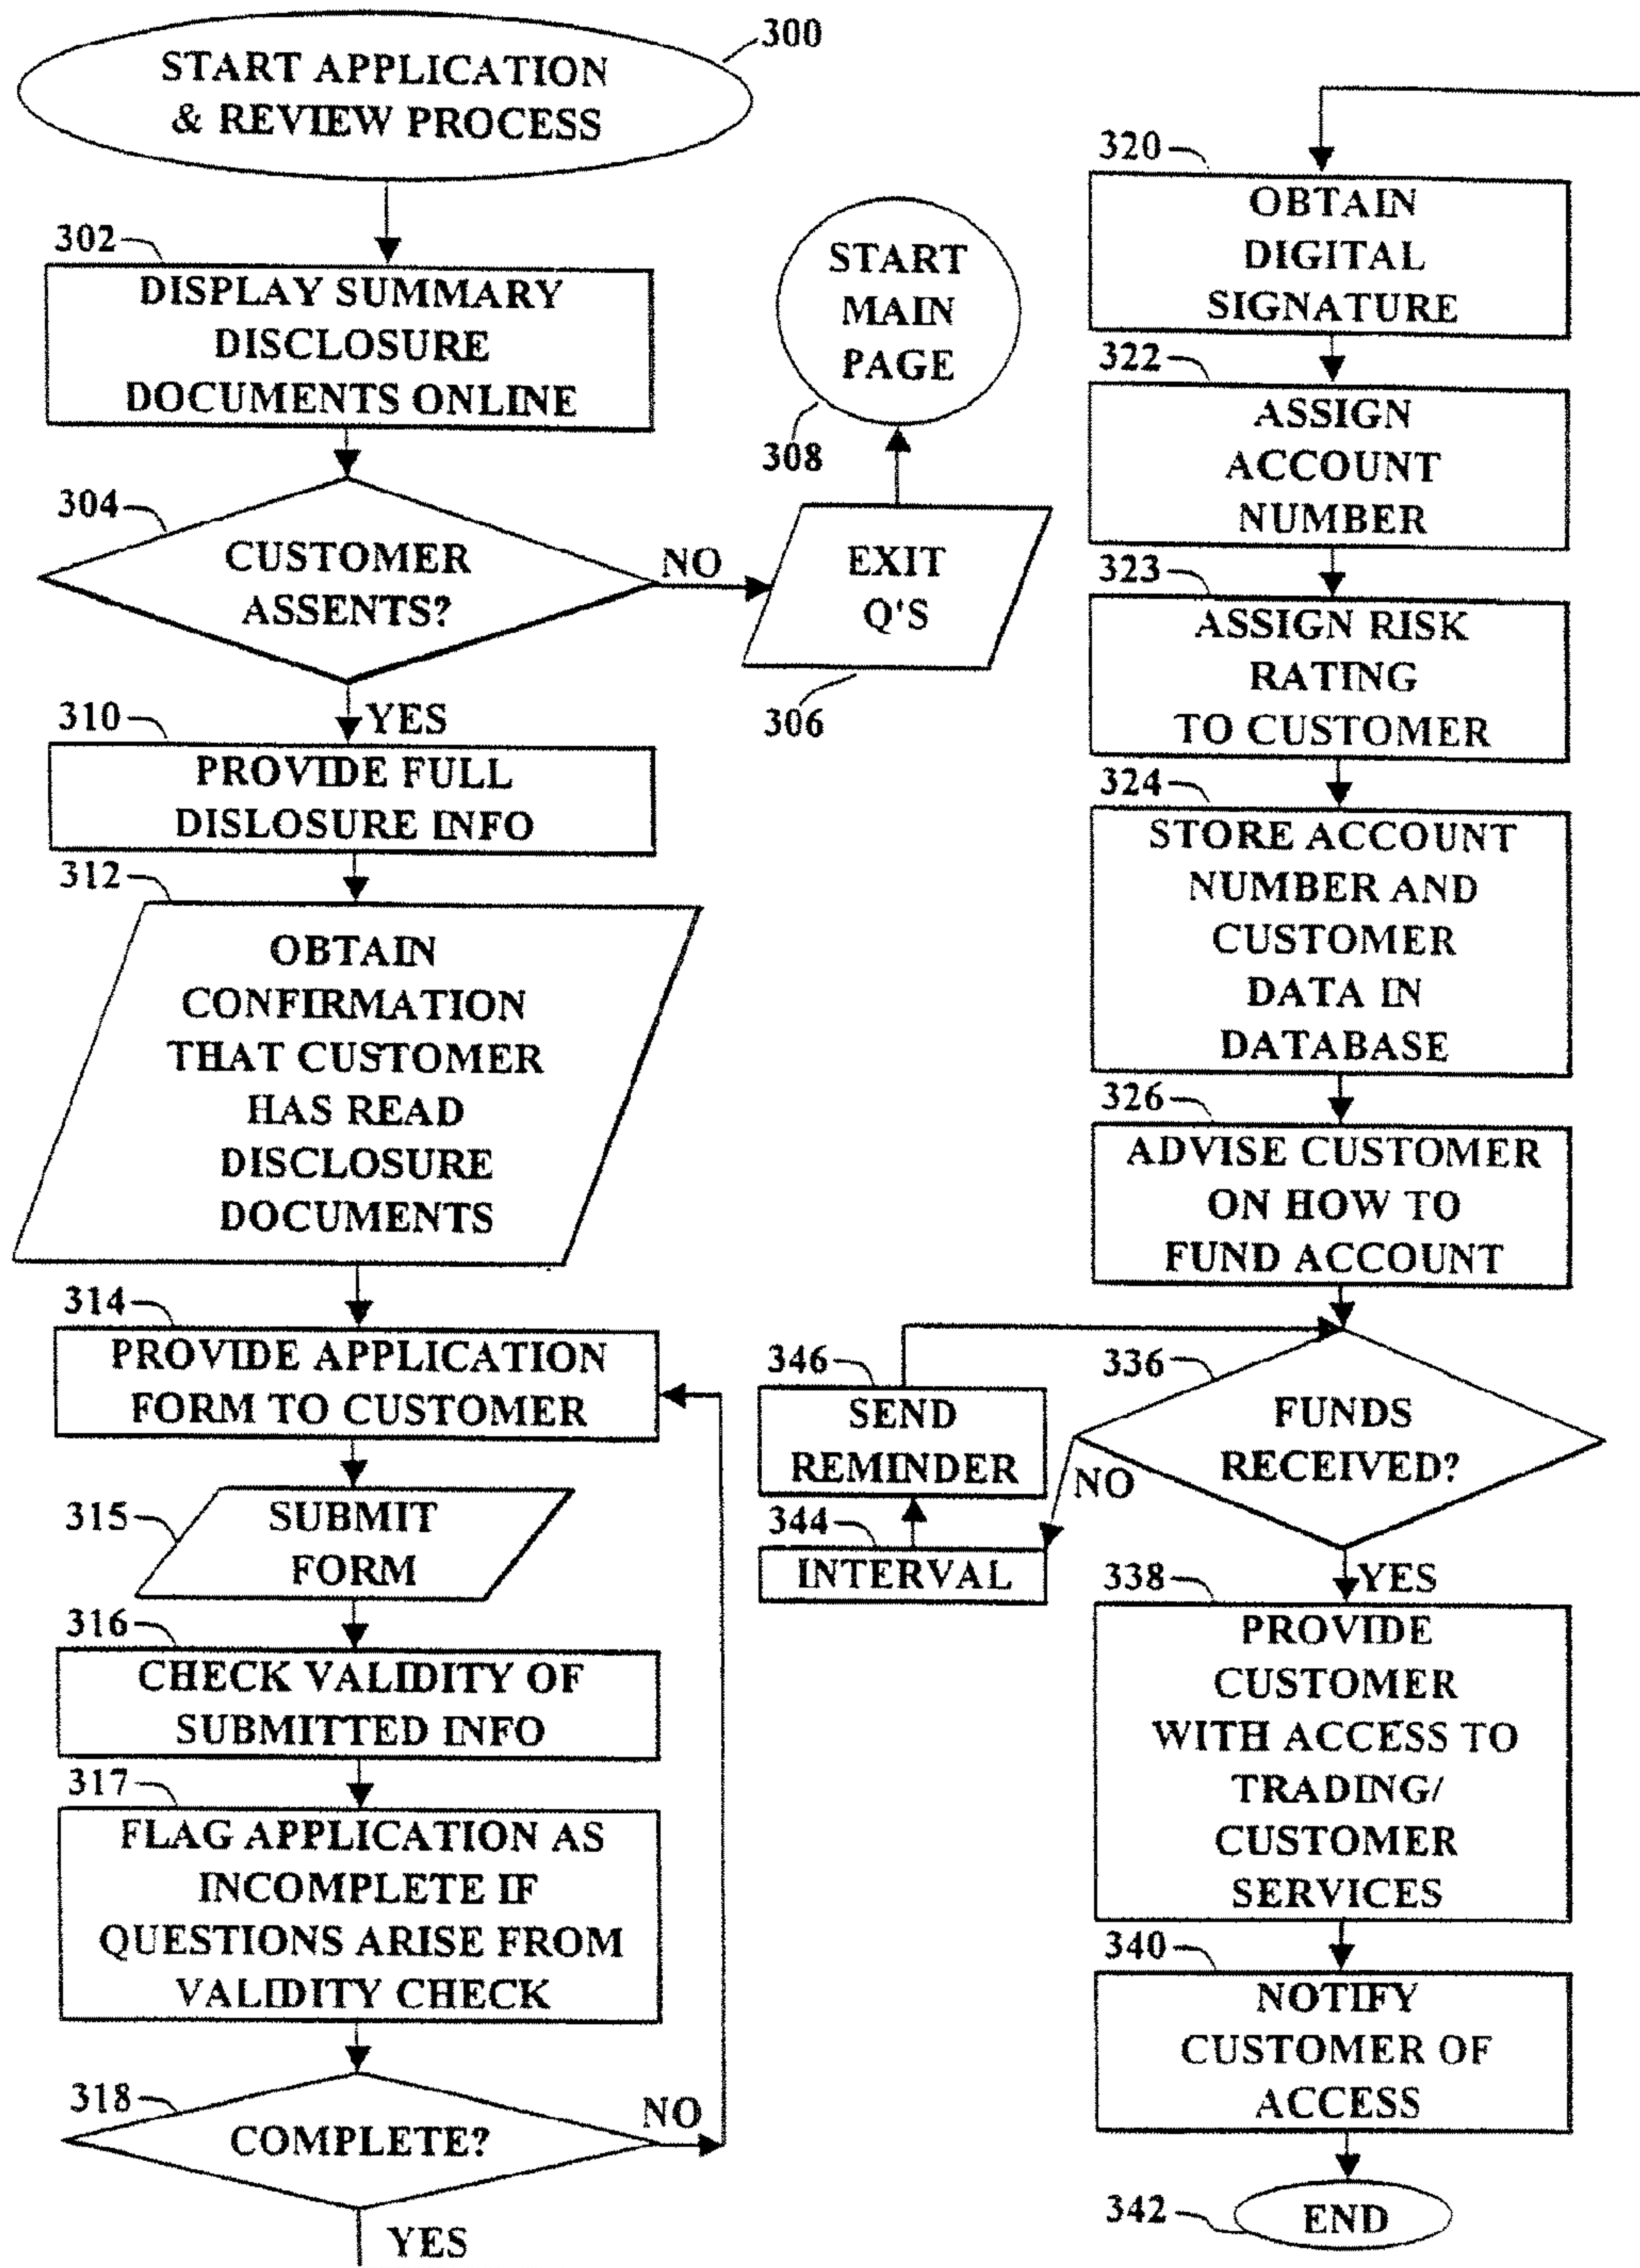 300
START APPLICATION
& REVIEW PROCESS
302
DISPLAY SUMMARY
DISCLOSURE
DOCUMENTS ONLINE
304
CUSTOMER
ASSENTS?
NO
EXIT
Q'S
306
START
MAIN
PAGE
308
YES
310
PROVIDE FULL
DISLOSURE INFO
312
OBTAIN
CONFIRMATION
THAT CUSTOMER
HAS READ
DISCLOSURE
DOCUMENTS
314
PROVIDE APPLICATION
FORM TO CUSTOMER
315
SUBMIT
FORM
316
CHECK VALIDITY OF
SUBMITTED INFO
317
FLAG APPLICATION AS
INCOMPLETE IF
QUESTIONS ARISE FROM
VALIDITY CHECK
318
COMPLETE?
NO
YES
320
OBTAIN
DIGITAL
SIGNATURE
322
ASSIGN
ACCOUNT
NUMBER
323
ASSIGN RISK
RATING
TO CUSTOMER
324
STORE ACCOUNT
NUMBER AND
CUSTOMER
DATA IN
DATABASE
326
ADVISE CUSTOMER
ON HOW TO
FUND ACCOUNT
336
FUNDS
RECEIVED?
NO
344
INTERVAL
346
SEND
REMINDER
YES
338
PROVIDE
CUSTOMER
WITH ACCESS TO
TRADING/
CUSTOMER
SERVICES
340
NOTIFY
CUSTOMER OF
ACCESS
342
END